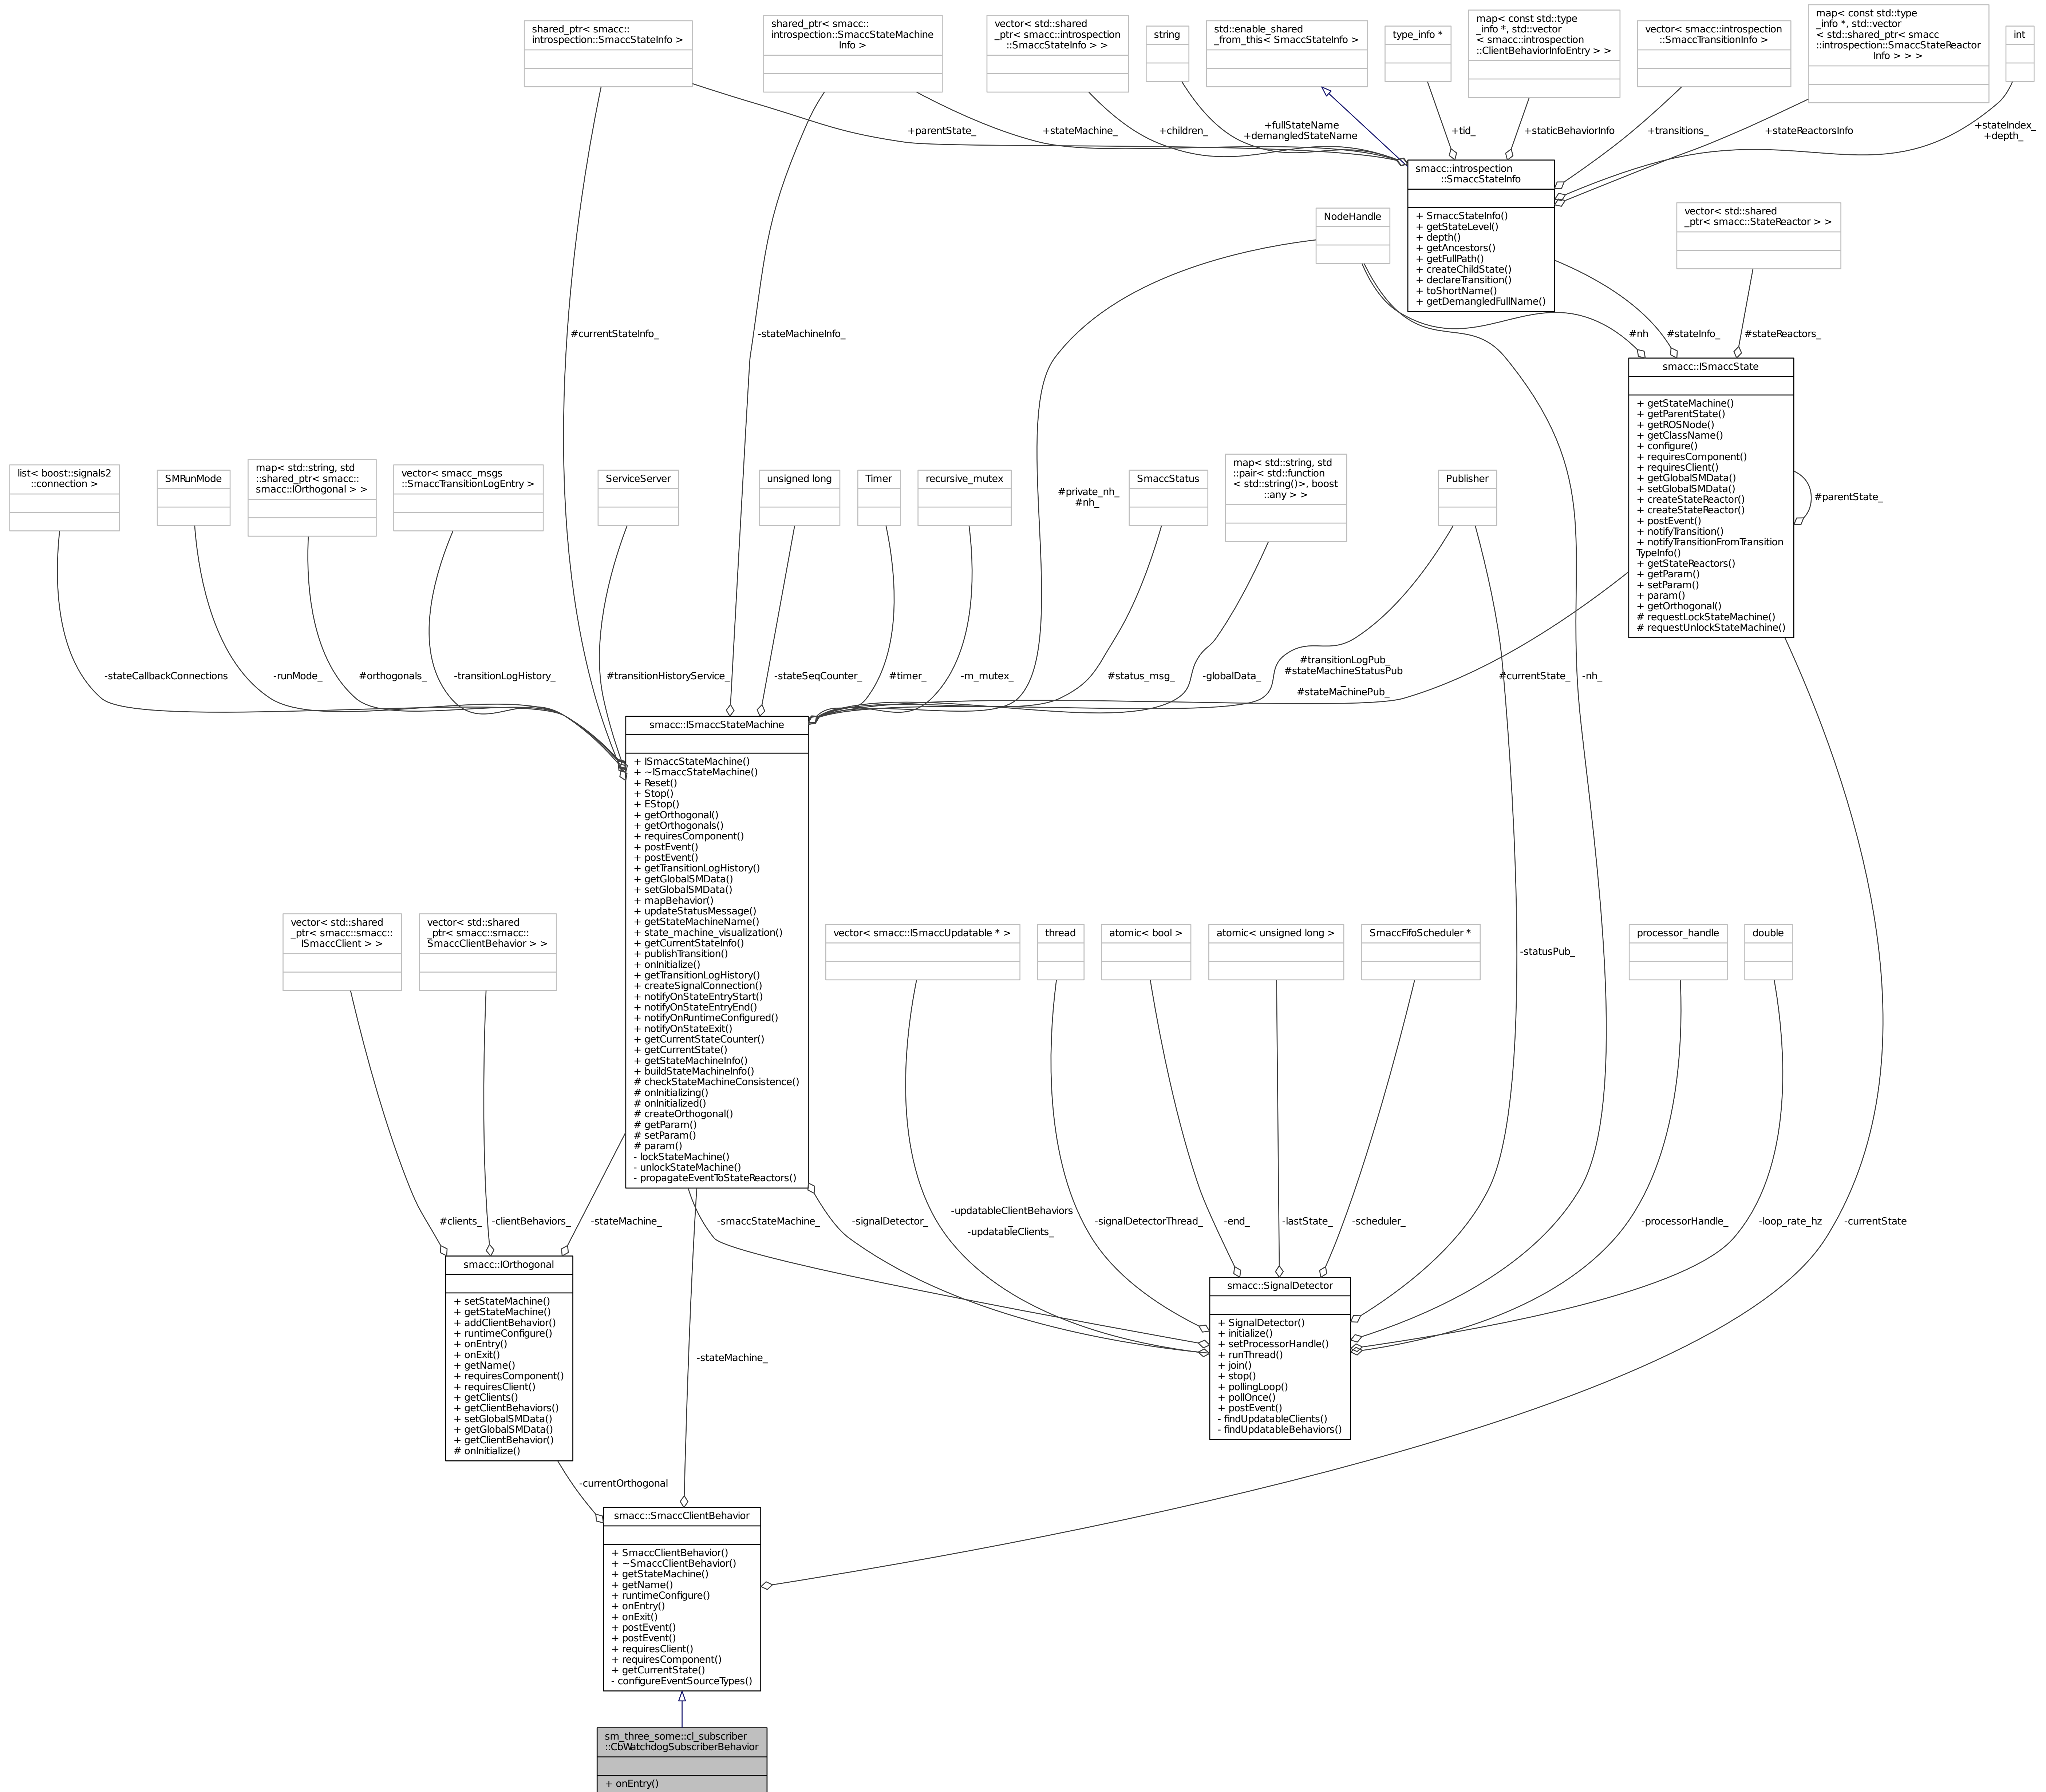 shared_ptr< smacc::
introspection::SmaccStateInfo >
shared_ptr< smacc::
introspection::SmaccStateMachine
Info >
vector< std::shared
_ptr< smacc::introspection
::SmaccStateInfo > >
string
std::enable_shared
_from_this< SmaccStateInfo >
type_info *
map< const std::type
_info *, std::vector
< smacc::introspection
::ClientBehaviorInfoEntry > >
vector< smacc::introspection
::SmaccTransitionInfo >
map< const std::type
_info *, std::vector
< std::shared_ptr< smacc
::introspection::SmaccStateReactor
Info > > >
int
+parentState_
+stateMachine_
+children_
+fullStateName
+demangledStateName
+tid_
+staticBehaviorInfo
+transitions_
+stateReactorsInfo
+stateIndex_
+depth_
smacc::introspection
::SmaccStateInfo
+ SmaccStateInfo()
+ getStateLevel()
+ depth()
+ getAncestors()
+ getFullPath()
+ createChildState()
+ declareTransition()
+ toShortName()
+ getDemangledFullName()
NodeHandle
vector< std::shared
_ptr< smacc::StateReactor > >
#currentStateInfo_
-stateMachineInfo_
#nh
#stateInfo_
#stateReactors_
smacc::ISmaccState
+ getStateMachine()
+ getParentState()
+ getROSNode()
+ getClassName()
+ configure()
+ requiresComponent()
+ requiresClient()
+ getGlobalSMData()
+ setGlobalSMData()
+ createStateReactor()
+ createStateReactor()
+ postEvent()
+ notifyTransition()
+ notifyTransitionFromTransition
TypeInfo()
+ getStateReactors()
+ getParam()
+ setParam()
+ param()
+ getOrthogonal()
# requestLockStateMachine()
# requestUnlockStateMachine()
#parentState_
list< boost::signals2
::connection >
SMRunMode
map< std::string, std
::shared_ptr< smacc::
smacc::IOrthogonal > >
vector< smacc_msgs
::SmaccTransitionLogEntry >
ServiceServer
unsigned long
Timer
recursive_mutex
#private_nh_
#nh_
SmaccStatus
map< std::string, std
::pair< std::function
< std::string()>, boost
::any > >
Publisher
-stateCallbackConnections
-runMode_
#orthogonals_
-transitionLogHistory_
#transitionHistoryService_
-stateSeqCounter_
#timer_
-m_mutex_
#status_msg_
-globalData_
#transitionLogPub_
#stateMachineStatusPub
_
#stateMachinePub_
#currentState_
-nh_
smacc::ISmaccStateMachine
+ ISmaccStateMachine()
+ ~ISmaccStateMachine()
+ Reset()
+ Stop()
+ EStop()
+ getOrthogonal()
+ getOrthogonals()
+ requiresComponent()
+ postEvent()
+ postEvent()
+ getTransitionLogHistory()
+ getGlobalSMData()
+ setGlobalSMData()
+ mapBehavior()
+ updateStatusMessage()
+ getStateMachineName()
+ state_machine_visualization()
+ getCurrentStateInfo()
+ publishTransition()
+ onInitialize()
+ getTransitionLogHistory()
+ createSignalConnection()
+ notifyOnStateEntryStart()
+ notifyOnStateEntryEnd()
+ notifyOnRuntimeConfigured()
+ notifyOnStateExit()
+ getCurrentStateCounter()
+ getCurrentState()
+ getStateMachineInfo()
+ buildStateMachineInfo()
# checkStateMachineConsistence()
# onInitializing()
# onInitialized()
# createOrthogonal()
# getParam()
# setParam()
# param()
- lockStateMachine()
- unlockStateMachine()
- propagateEventToStateReactors()
vector< std::shared
_ptr< smacc::smacc::
ISmaccClient > >
vector< std::shared
_ptr< smacc::smacc::
SmaccClientBehavior > >
vector< smacc::ISmaccUpdatable * >
thread
atomic< bool >
atomic< unsigned long >
SmaccFifoScheduler *
-statusPub_
processor_handle
double
#clients_
-clientBehaviors_
-stateMachine_
-smaccStateMachine_
-signalDetector_
-updatableClientBehaviors
_
-updatableClients_
-signalDetectorThread_
-end_
-lastState_
-scheduler_
-processorHandle_
-loop_rate_hz
-currentState
smacc::IOrthogonal
+ setStateMachine()
+ getStateMachine()
+ addClientBehavior()
+ runtimeConfigure()
+ onEntry()
+ onExit()
+ getName()
+ requiresComponent()
+ requiresClient()
+ getClients()
+ getClientBehaviors()
+ setGlobalSMData()
+ getGlobalSMData()
+ getClientBehavior()
# onInitialize()
smacc::SignalDetector
+ SignalDetector()
+ initialize()
+ setProcessorHandle()
+ runThread()
+ join()
+ stop()
+ pollingLoop()
+ pollOnce()
+ postEvent()
- findUpdatableClients()
- findUpdatableBehaviors()
-stateMachine_
-currentOrthogonal
smacc::SmaccClientBehavior
+ SmaccClientBehavior()
+ ~SmaccClientBehavior()
+ getStateMachine()
+ getName()
+ runtimeConfigure()
+ onEntry()
+ onExit()
+ postEvent()
+ postEvent()
+ requiresClient()
+ requiresComponent()
+ getCurrentState()
- configureEventSourceTypes()
sm_three_some::cl_subscriber
::CbWatchdogSubscriberBehavior
+ onEntry()